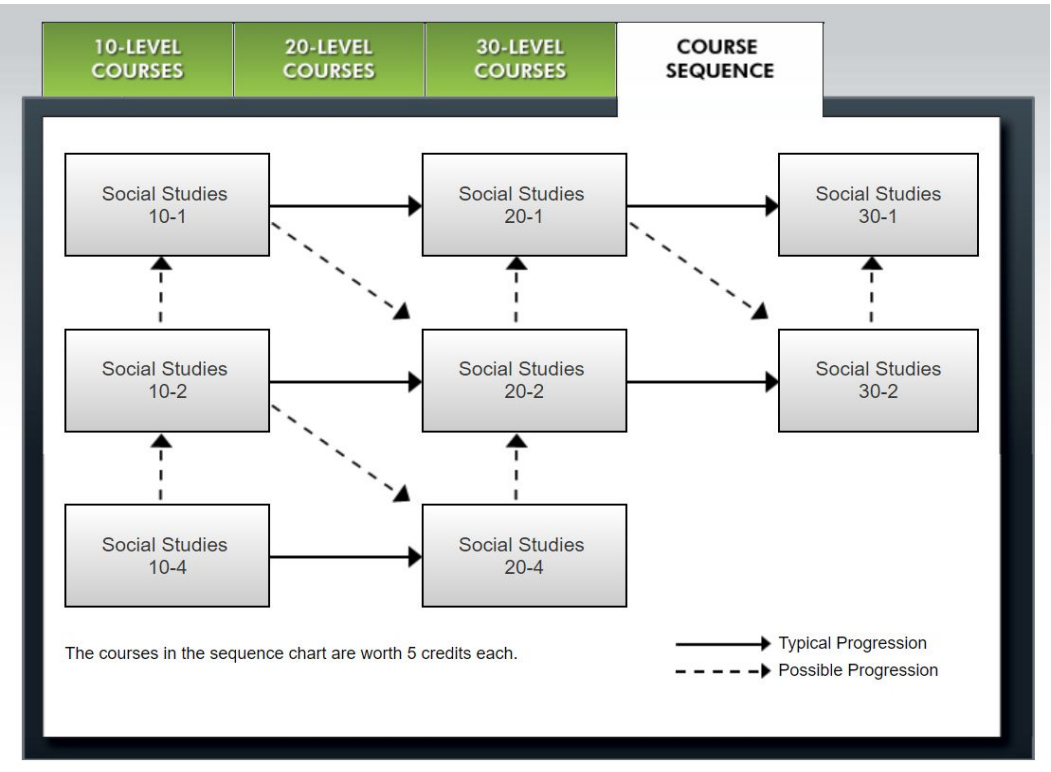 10-LEVEL
COURSES
20-LEVEL
COURSES
30-LEVEL
COURSES
COURSE
SEQUENCE
Social Studies
10-1
Social Studies
20-1
Social Studies
30-1
Social Studies
10-2
Social Studies
20-2
Social Studies
30-2
Social Studies
10-4
Social Studies
20-4
The courses in the sequence chart are worth 5 credits each.
Typical Progression
Possible Progression